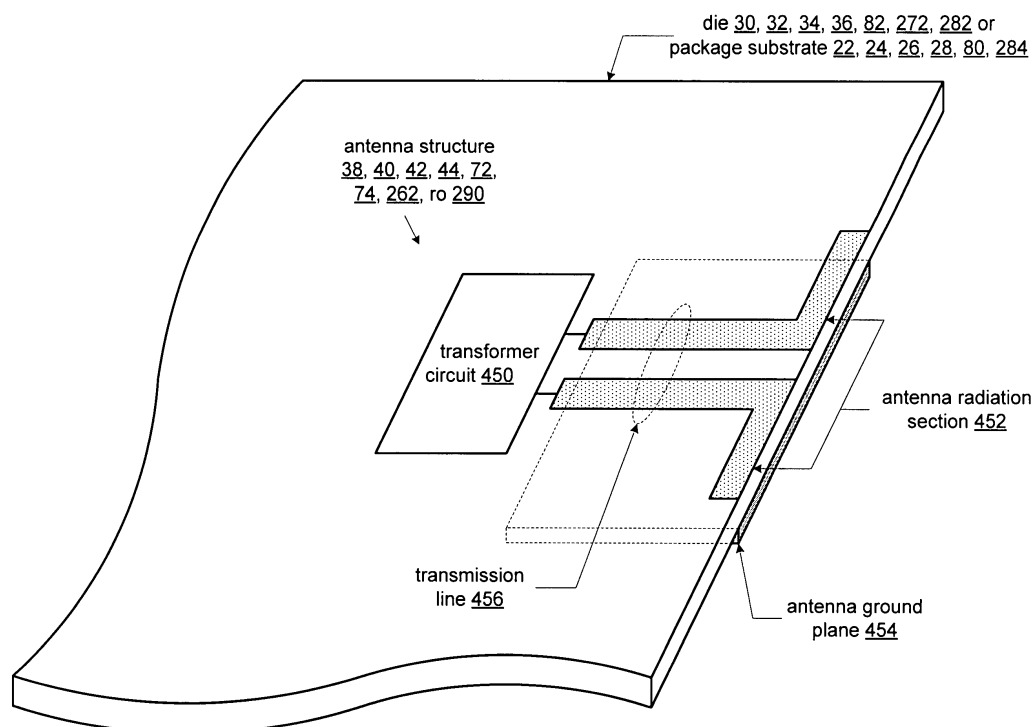 die 30, 32, 34, 36, 82, 272, 282 or
package substrate 22, 24, 26, 28, 80, 284
antenna structure
38, 40, 42, 44, 72,
74, 262, ro 290
transformer
circuit 450
antenna radiation
section 452
transmission
line 456
antenna ground
plane 454